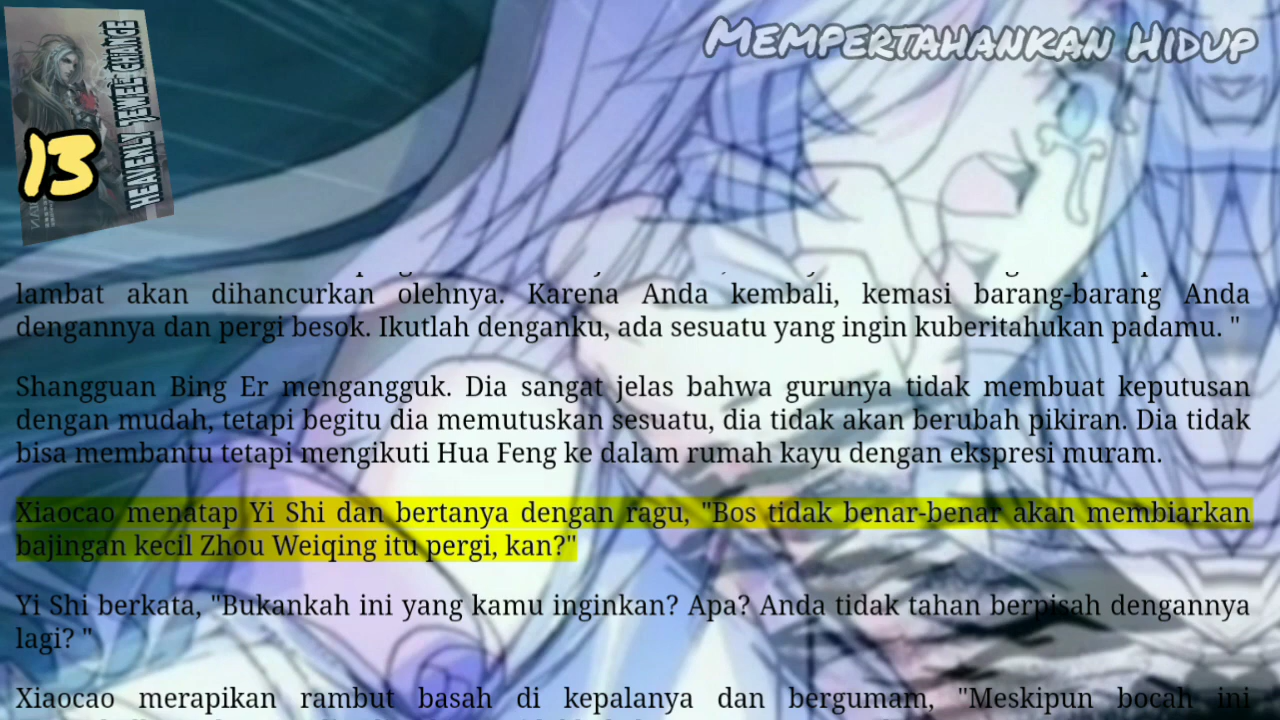 MEMPERTAHANKAN HIDUP
HEAVENLY JEWEL CHANGE
13
lambat akan dihancurkan olehnya. Karena Anda kembali, kemasi barang-barang Anda
dengannya dan pergi besok. Ikutlah denganku, ada sesuatu yang ingin kuberitahukan padamu. "
Shangguan Bing Er mengangguk. Dia sangat jelas bahwa gurunya tidak membuat keputusan
dengan mudah, tetapi begitu dia memutuskan sesuatu, dia tidak akan berubah pikiran. Dia tidak
bisa membantu tetapi mengikuti Hua Feng ke dalam rumah kayu dengan ekspresi muram.
Xiaocao menatap Yi Shi dan bertanya dengan ragu, "Bos tidak benar-benar akan membiarkan
bajingan kecil Zhou Weiqing itu pergi, kan?"
Yi Shi berkata, "Bukankah ini yang kamu inginkan? Apa? Anda tidak tahan berpisah dengannya
lagi? "
Xiaocao merapikan rambut basah di kepalanya dan bergumam, "Meskipun bocah ini